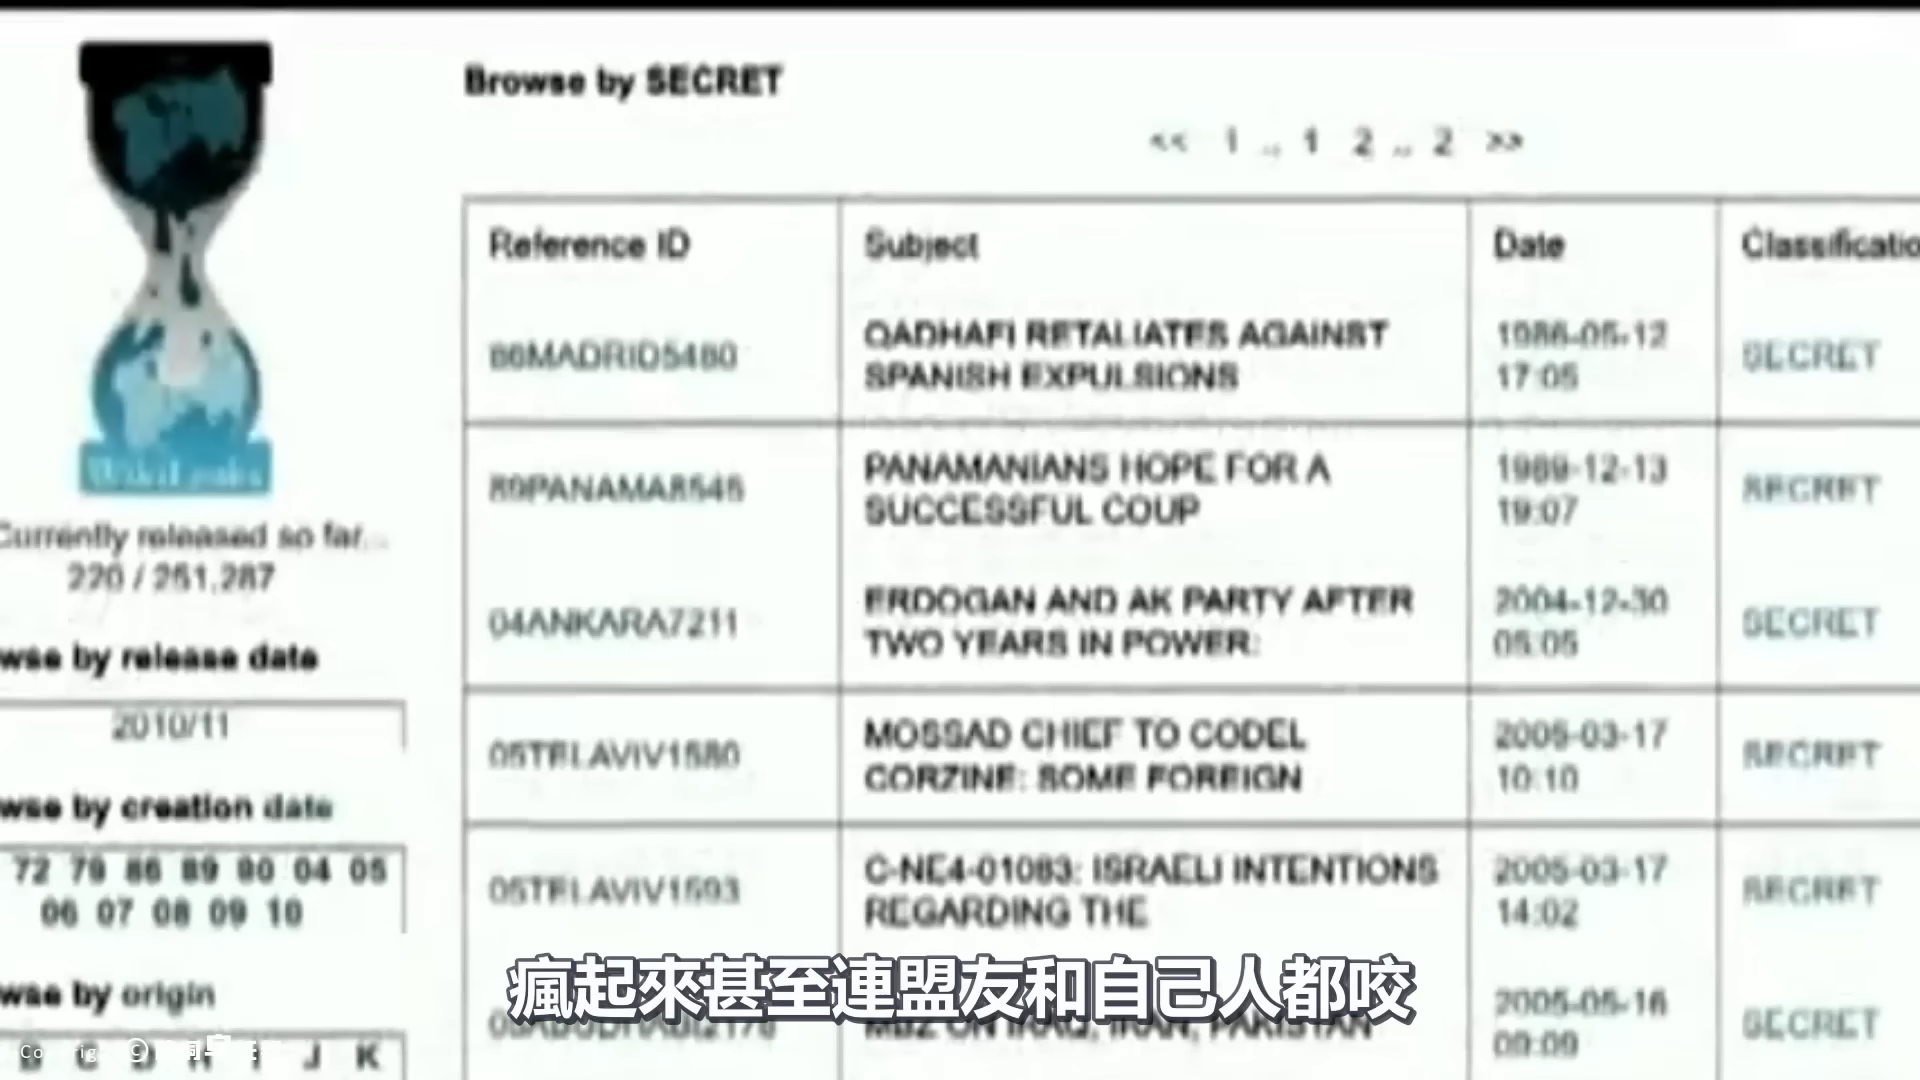 Browse by SECRET
<< 1 .. 1 2 .. 2 >>
Reference ID Subject Date
QADHAFI RETALIATES AGAINST 1986-05-12
86MADRID5480 SECRET
SPANISH EXPULSIONS 17:05
PANAMANIANS HOPE FOR A 1989-12-13
89PANAMA8545 SECRET
SUCCESSFUL COUP 19:07
ERDOGAN AND AK PARTY AFTER 2004-12-30
04ANKARA7211 SECRET
TWO YEARS IN POWER: 05:05
MOSSAD CHIEF TO CODEL 2005-03-17
05TELAVIV1580 SECRET
CORZINE: SOME FOREIGN 10:10
C-NE4-01083: ISRAELI INTENTIONS 2005-03-17
05TELAVIV1593 SECRET
REGARDING THE 14:02
2005-05-16
MBZ ON IRAQ, IRAN, PAKISTAN SECRET
09:09
WikiLeaks
Currently released so far...
220 / 251,287
wse by release date
2010/11
wse by creation date
72 79 86 89 90 04 05
06 07 08 09 10
wse by origin
J K
瘋起來甚至連盟友和自己人都咬